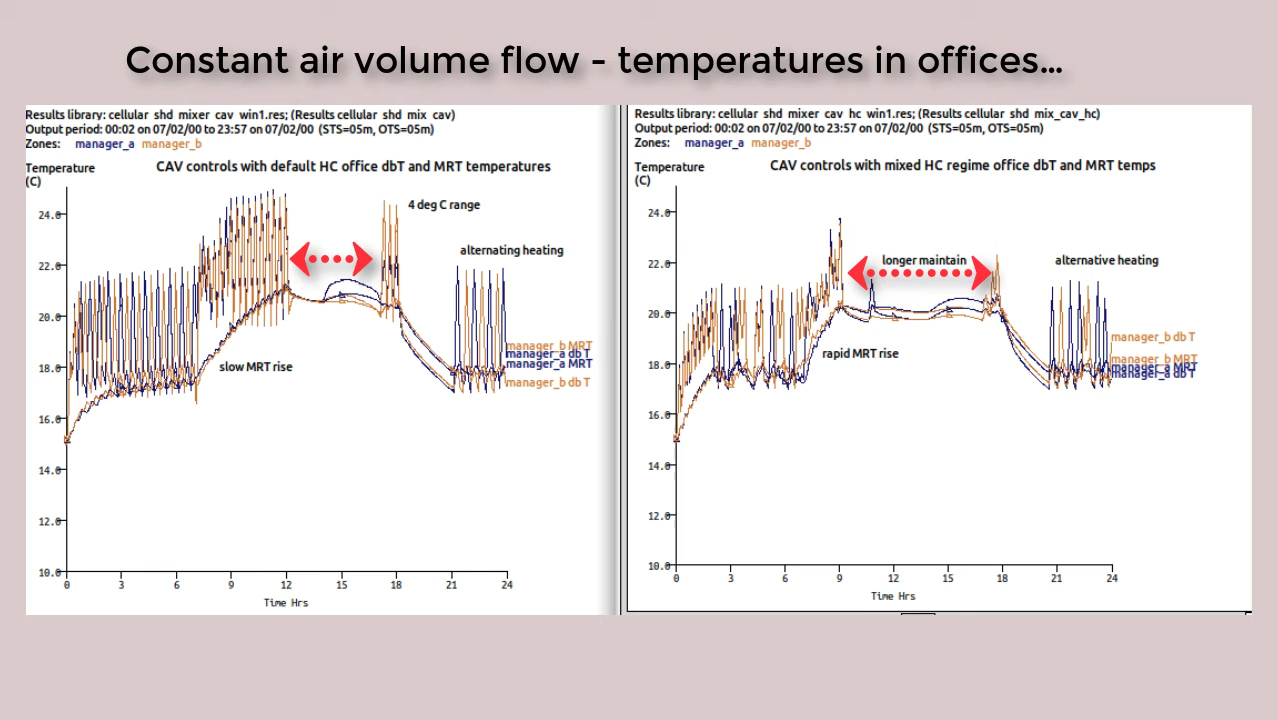 Constant air volume flow - temperatures in offices...
Results library: cellular shd mixer cav win1.res; (Results cellular shd mix cav)
Output period: 00:02 on 07/02/00 to 23:57 on 07/02/00 (STS=05m, OTS=05m)
Zones: manager_a manager_b
Temperature
(C)
CAV controls with default HC office dbT and MRT temperatures
24.0
22.0
20.0
18.0
16.0
14.0
12.0
10.0
4 deg C range
alternating heating
slow MRT rise
manager_b MRT
manager_a db T
manager_a MRT
manager_b db T
0 3 6 9 12 15 18 21 24
Time Hrs
Results library: cellular shd mixer cav hc win1.res; (Results cellular shd mix_cav_hc)
Output period: 00:02 on 07/02/00 to 23:57 on 07/02/00 (STS=05m, OTS=05m)
Zones: manager_a manager_b
Temperature
(C)
CAV controls with mixed HC regime office dbT and MRT temps
24.0
22.0
20.0
18.0
16.0
14.0
12.0
10.0
longer maintain
alternative heating
rapid MRT rise
manager_b db T
manager_b MRT
manager_a MRT
manager_a db T
0 3 6 9 12 15 18 21 24
Time Hrs